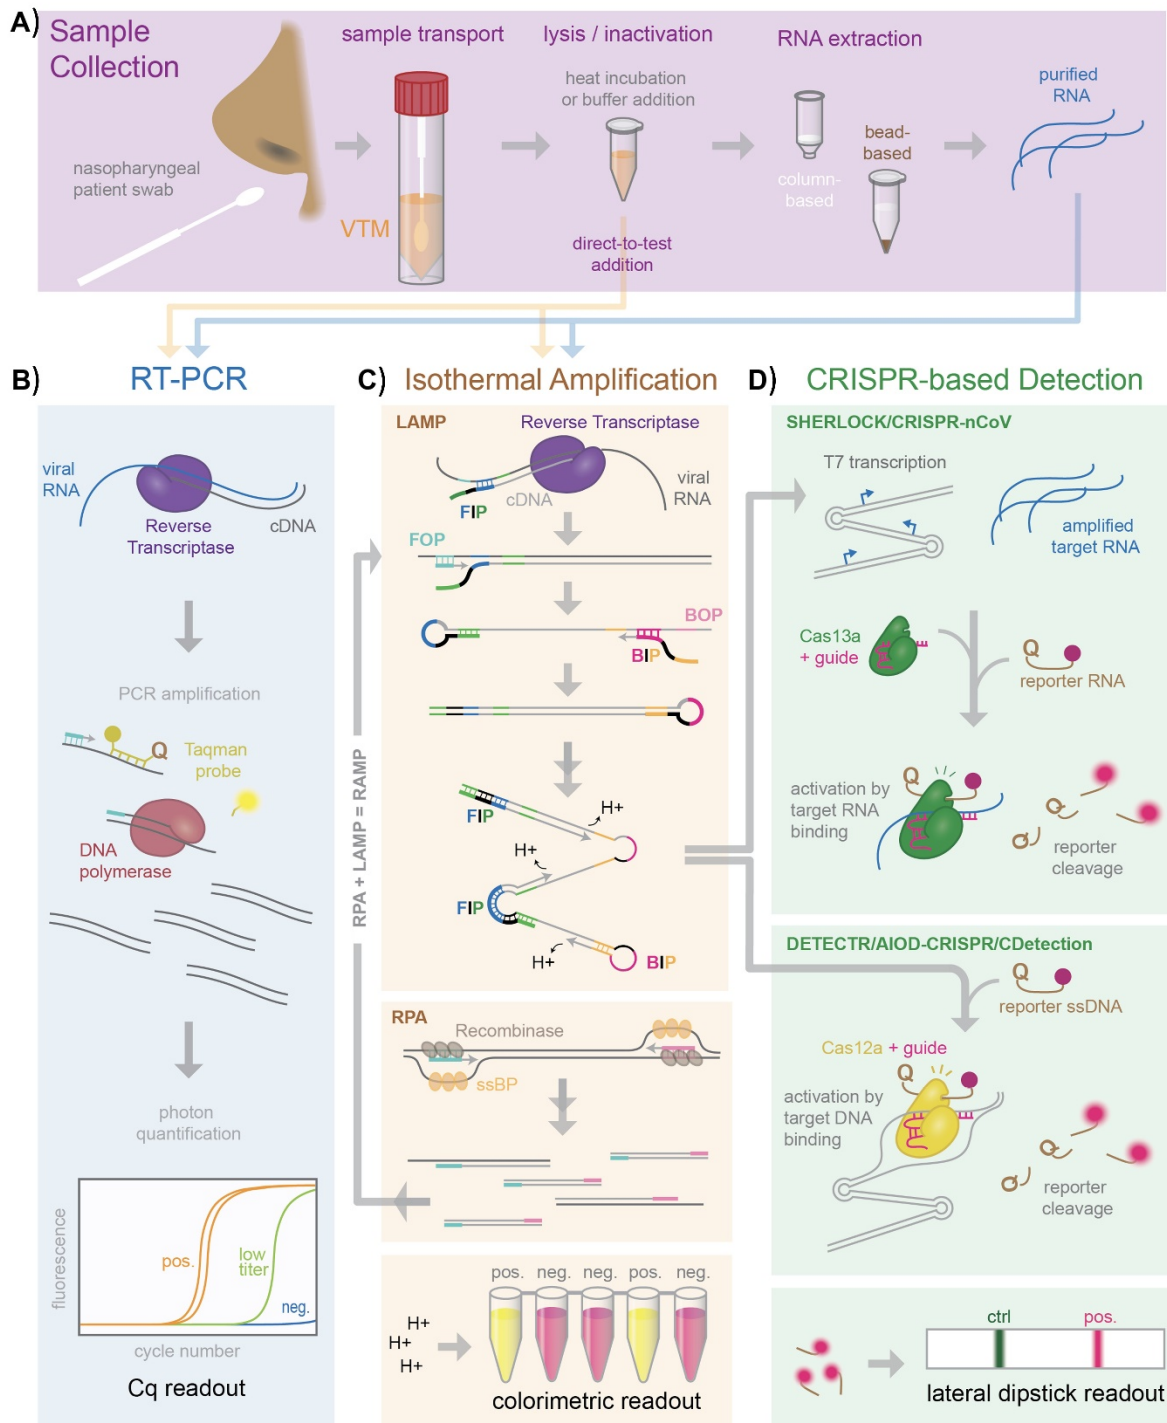 A)
Sample
Collection
sample transport
lysis / inactivation
RNA extraction
heat incubation
or buffer addition
purified
RNA
bead-
based
column-
based
nasopharyngeal
patient swab
VTM
direct-to-test
addition
B)
RT-PCR
viral
RNA
cDNA
Reverse
Transcriptase
PCR amplification
Q
Taqman
probe
DNA
polymerase
photon
quantification
fluorescence
pos.
low
titer
neg.
cycle number
Cq readout
C)
Isothermal Amplification
LAMP
Reverse Transcriptase
viral
RNA
cDNA
FIP
FOP
BOP
BIP
FIP
H+
H+
FIP
H+
BIP
RPA + LAMP = RAMP
RPA
Recombinase
ssBP
pos.
neg.
neg.
pos.
neg.
H+
H+
H+
colorimetric readout
D)
CRISPR-based Detection
SHERLOCK/CRISPR-nCoV
T7 transcription
amplified
target RNA
Cas13a
+ guide
Q
reporter RNA
activation by
target RNA
binding
Q
Q
Q
reporter
cleavage
DETECTR/AIOD-CRISPR/CDetection
Q
reporter ssDNA
Cas12a + guide
Q
activation by
target DNA
binding
Q
Q
reporter
cleavage
ctrl
pos.
lateral dipstick readout